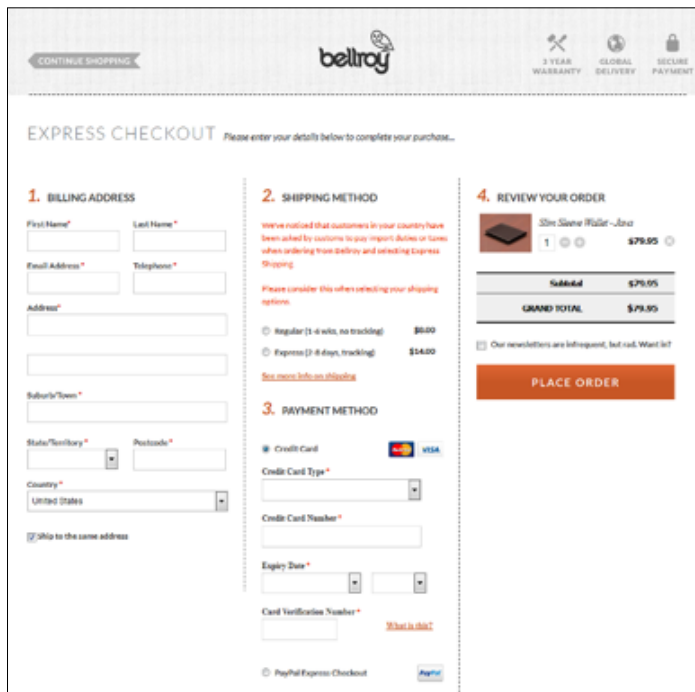 CONTINUE SHOPPING
bellroy
3 YEAR WARRANTY
GLOBAL DELIVERY
SECURE PAYMENT
EXPRESS CHECKOUT Please enter your details below to complete your purchase...
1. BILLING ADDRESS
First Name*
Last Name *
Email Address *
Telephone *
Address*
Suburb/Town *
State/Territory *
Postcode *
Country *
United States
Ship to the same address
2. SHIPPING METHOD
We've noticed that customers in your country have
been asked by customs to pay import duties or taxes
when ordering from Bellroy and selecting Express
Shipping.
Please consider this when selecting your shipping
options.
Regular (1-6 wks, no tracking) $0.00
Express (2-8 days, tracking) $14.00
See more info on shipping
3. PAYMENT METHOD
Credit Card
VISA
Credit Card Type *
Credit Card Number *
Expiry Date *
Card Verification Number *
What is this?
PayPal Express Checkout
PayPal
4. REVIEW YOUR ORDER
Slim Sleeve Wallet - Java
1 $79.95
Subtotal $79.95
GRAND TOTAL $79.95
Our newsletters are infrequent, but rad. Want in?
PLACE ORDER